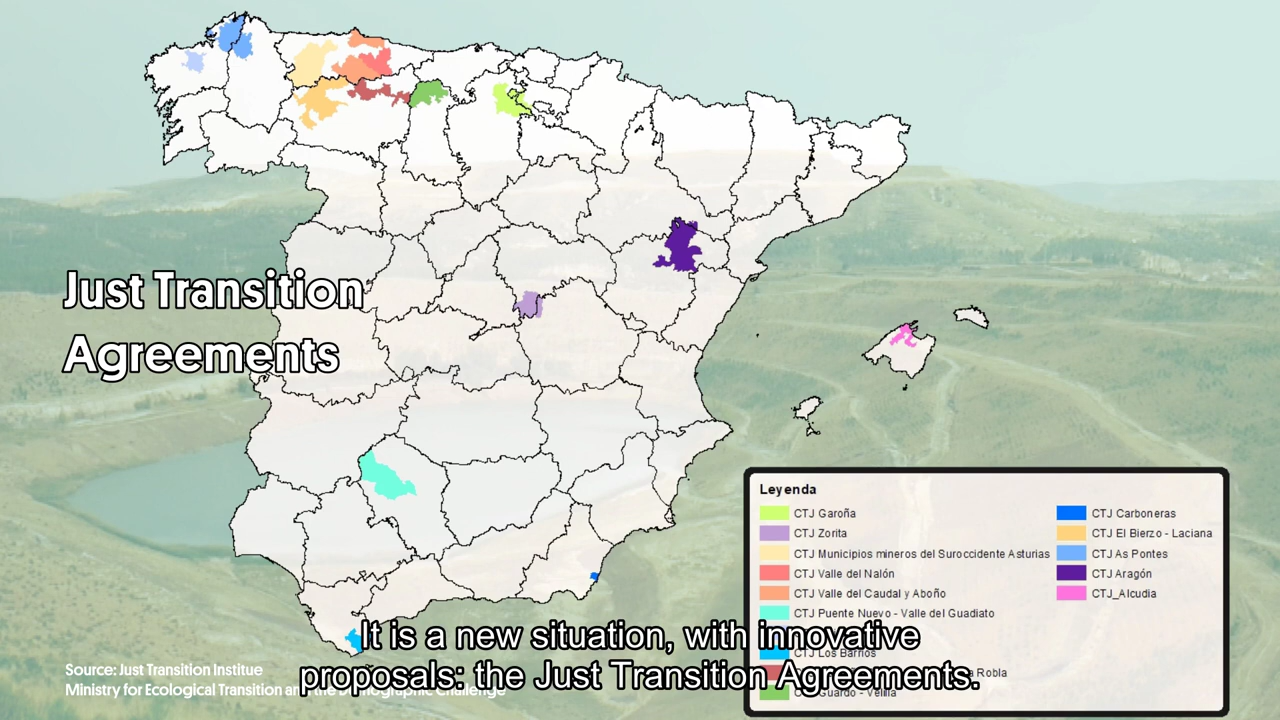 Just Transition
Agreements
Leyenda
CTJ Garoña
CTJ Zorita
CTJ Municipios mineros del Suroccidente Asturias
CTJ Valle del Nalón
CTJ Valle del Caudal y Aboño
CTJ Puente Nuevo - Valle del Guadiato
CTJ Los Barrios
a Robla
CTJ Guardo - Velilla
CTJ Carboneras
CTJ El Bierzo - Laciana
CTJ As Pontes
CTJ Aragón
CTJ_Alcudia
It is a new situation, with innovative
proposals: the Just Transition Agreements.
Source: Just Transition Institue
Ministry for Ecological Transition and the Demographic Challenge